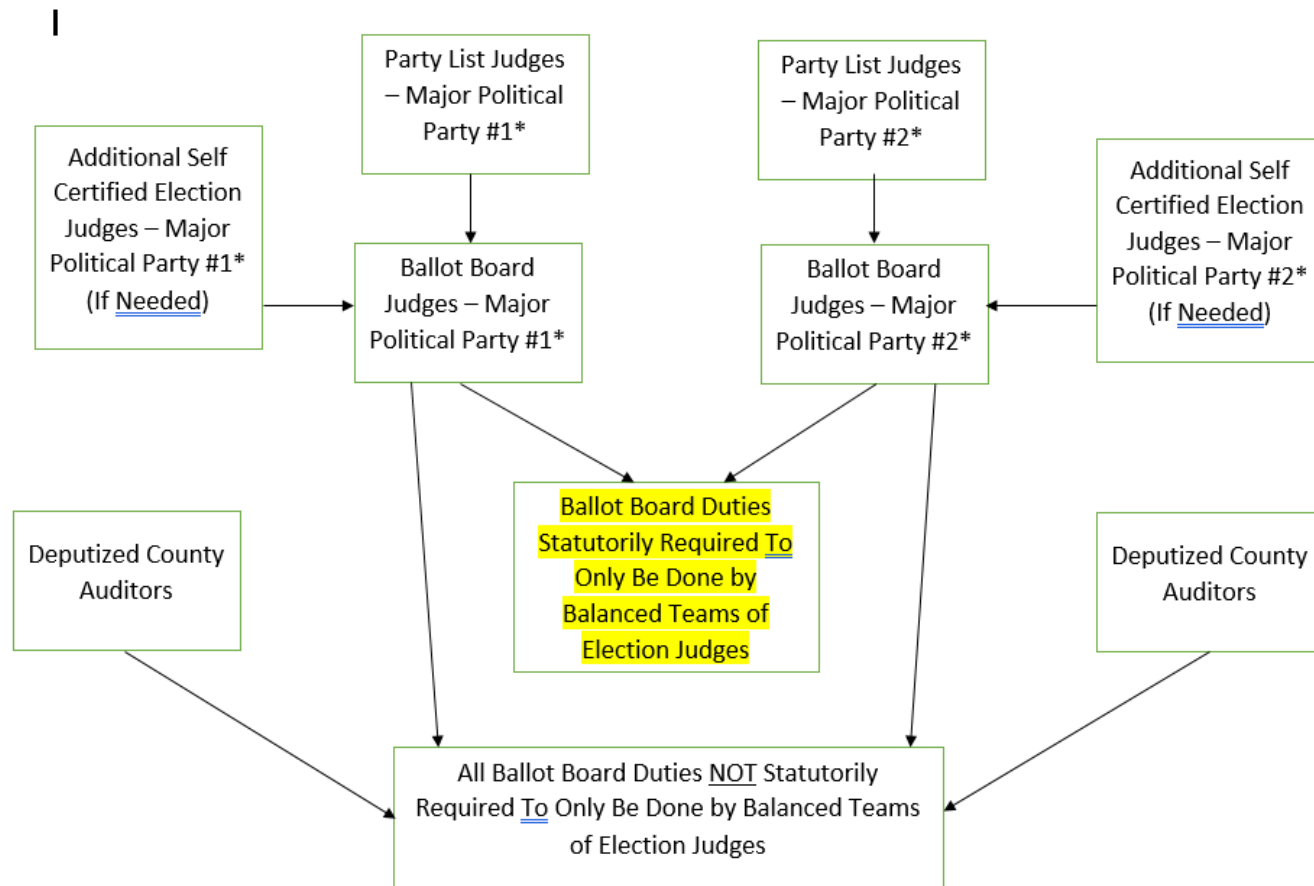 I
Party List Judges
– Major Political
Party #1*
Party List Judges
– Major Political
Party #2*
Additional Self
Certified Election
Judges – Major
Political Party #1*
(If Needed)
Additional Self
Certified Election
Judges – Major
Political Party #2*
(If Needed)
Ballot Board
Judges – Major
Political Party #1*
Ballot Board
Judges – Major
Political Party #2*
Ballot Board Duties
Statutorily Required To
Only Be Done by
Balanced Teams of
Election Judges
Deputized County
Auditors
Deputized County
Auditors
All Ballot Board Duties NOT Statutorily
Required To Only Be Done by Balanced Teams
of Election Judges